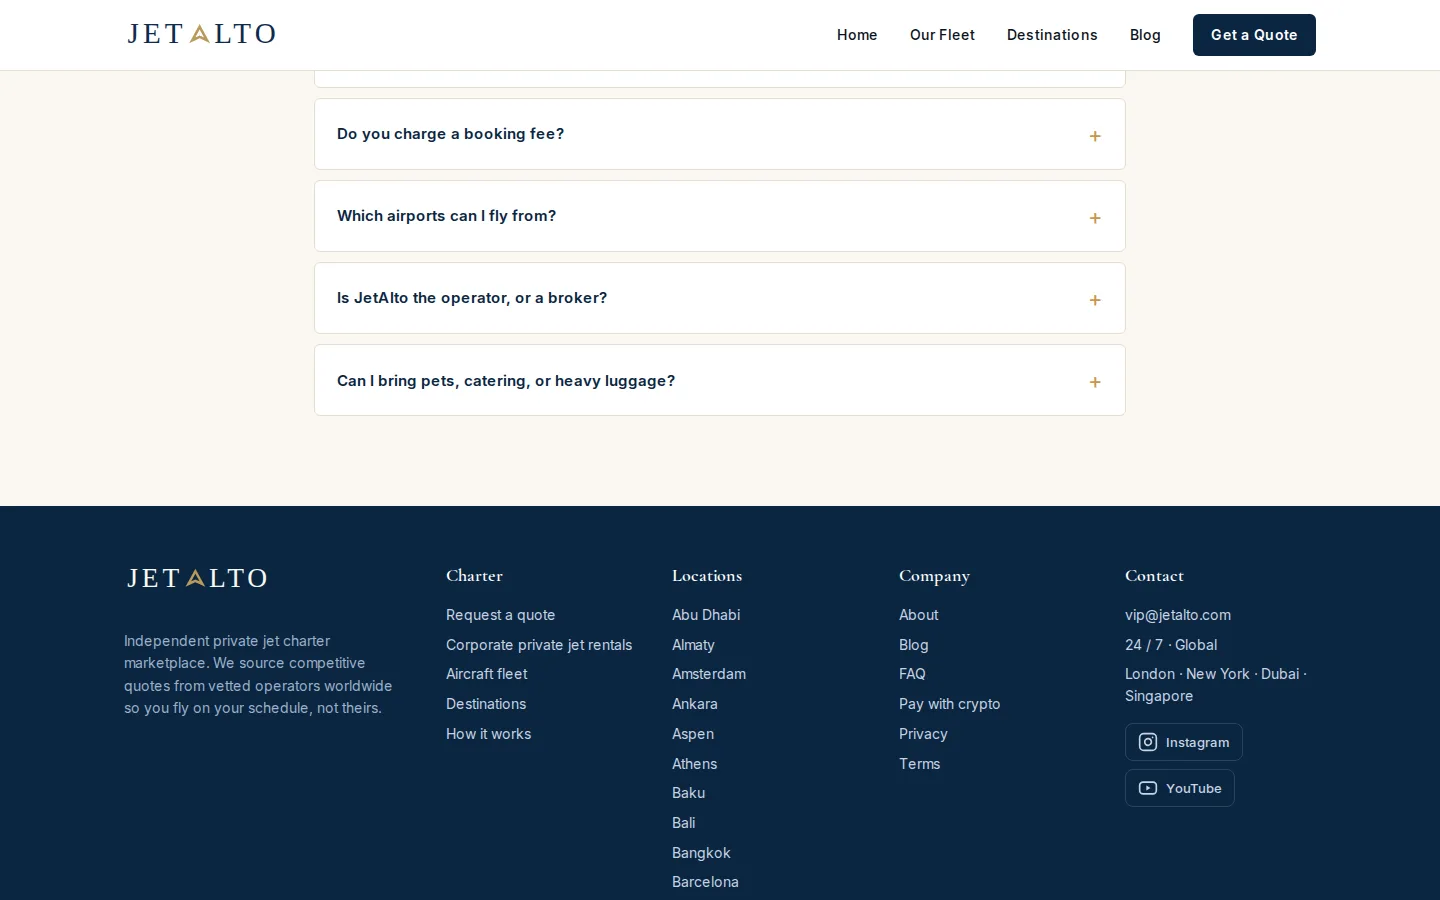 JETALTO
Home
Our Fleet
Destinations
Blog
Get a Quote
Do you charge a booking fee?
+
Which airports can I fly from?
+
Is JetAlto the operator, or a broker?
+
Can I bring pets, catering, or heavy luggage?
+
JETALTO
Independent private jet charter
marketplace. We source competitive
quotes from vetted operators worldwide
so you fly on your schedule, not theirs.
Charter
Request a quote
Corporate private jet rentals
Aircraft fleet
Destinations
How it works
Locations
Abu Dhabi
Almaty
Amsterdam
Ankara
Aspen
Athens
Baku
Bali
Bangkok
Barcelona
Company
About
Blog
FAQ
Pay with crypto
Privacy
Terms
Contact
vip@jetalto.com
24 / 7 · Global
London · New York · Dubai ·
Singapore
Instagram
YouTube